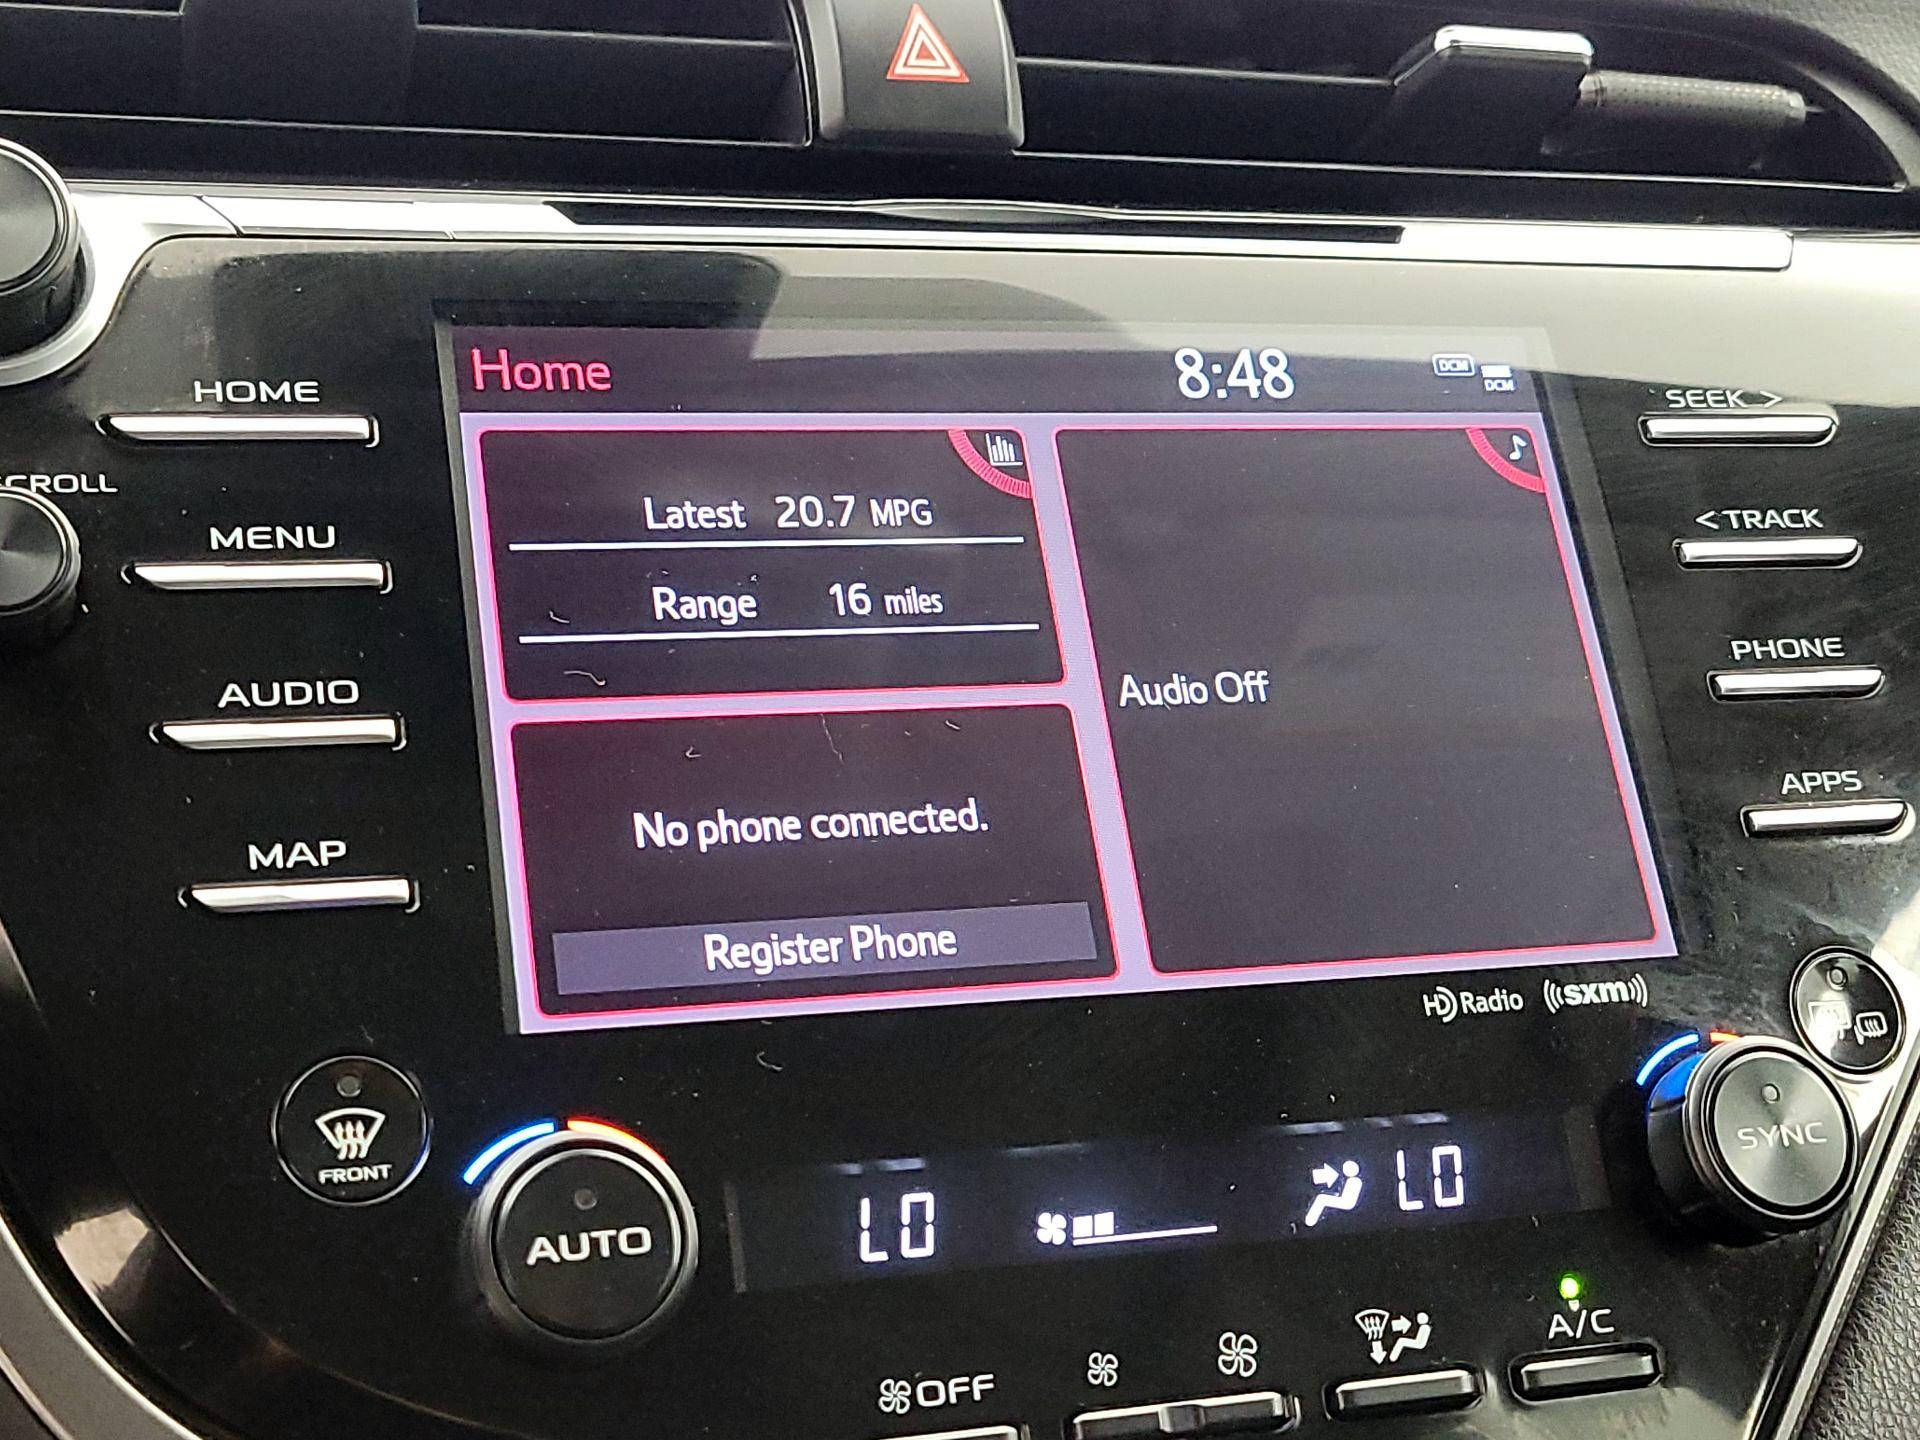 HOME
SCROLL
MENU
AUDIO
MAP
Home 8:48 DCM DCM
Latest 20.7 MPG
Range 16 miles
No phone connected.
Register Phone
Audio Off
SEEK >
< TRACK
PHONE
APPS
HD Radio ((sxm))
FRONT
AUTO
LO LO
SYNC
OFF
A/C